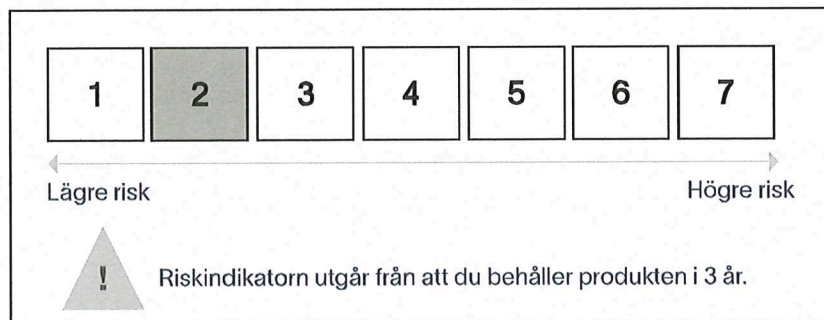 1 2 3 4 5 6 7
Lägre risk Högre risk
! Riskindikatorn utgår från att du behåller produkten i 3 år.